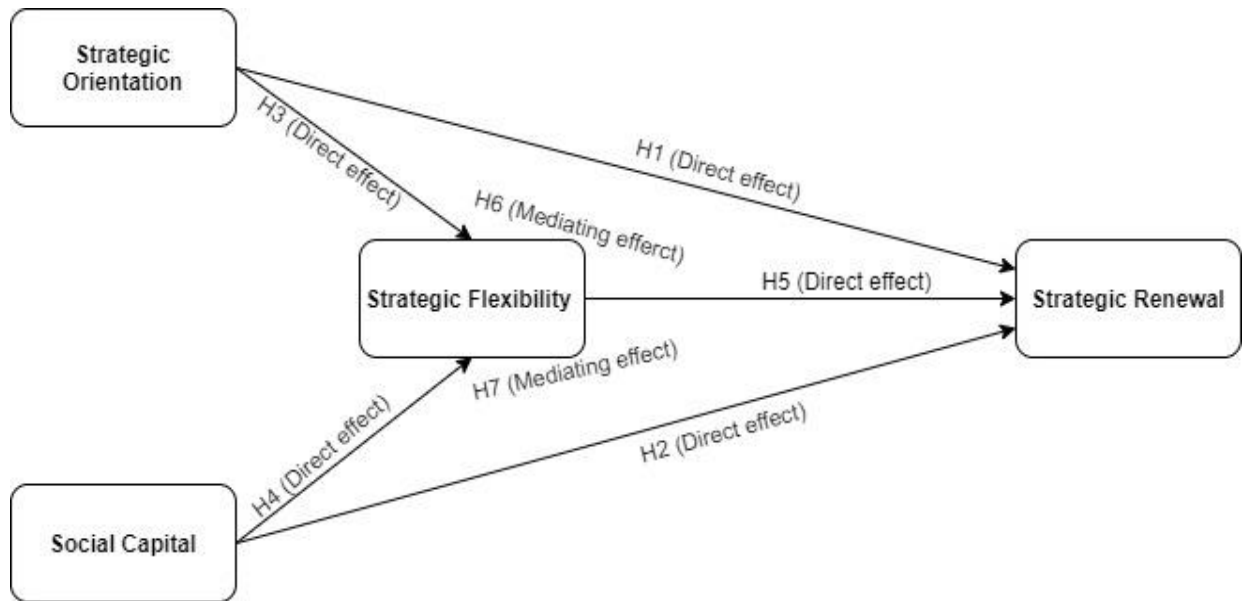 Strategic
Orientation
H3 (Direct effect)
H1 (Direct effect)
H6 (Mediating efferct)
Strategic Flexibility
H5 (Direct effect)
Strategic Renewal
H7 (Mediating effect)
H4 (Direct effect)
H2 (Direct effect)
Social Capital